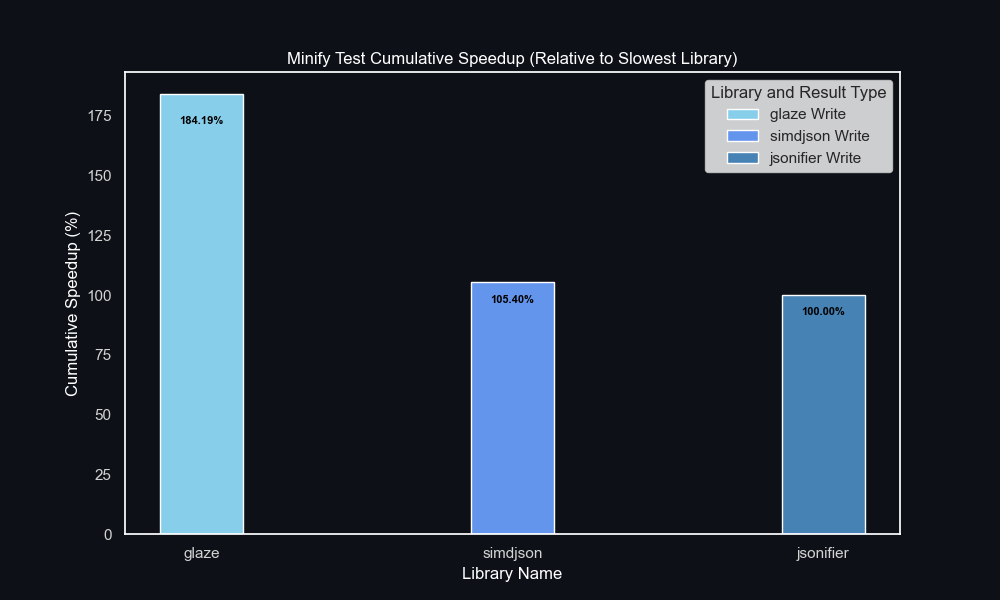 Minify Test Cumulative Speedup (Relative to Slowest Library)
Library and Result Type
glaze Write
simdjson Write
jsonifier Write
Cumulative Speedup (%)
175
150
125
100
75
50
25
0
184.19%
105.40%
100.00%
glaze
simdjson
jsonifier
Library Name